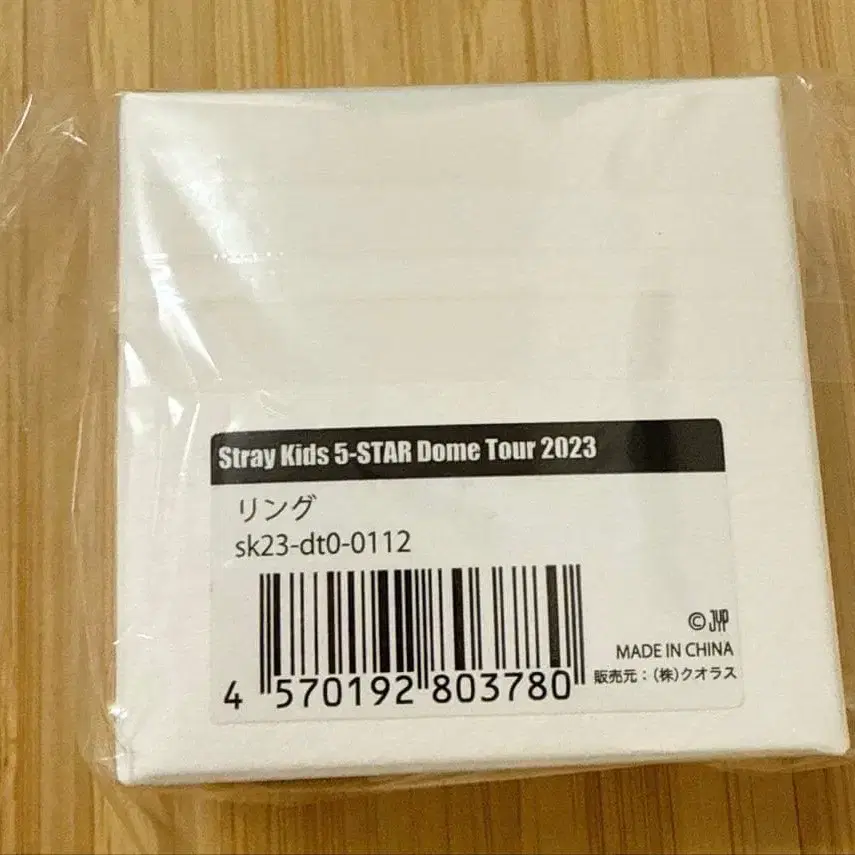 Stray Kids 5-STAR Dome Tour 2023
リング
sk23-dt0-0112
© JYP
MADE IN CHINA
販売元：(株)クオラス
4 570192 803780